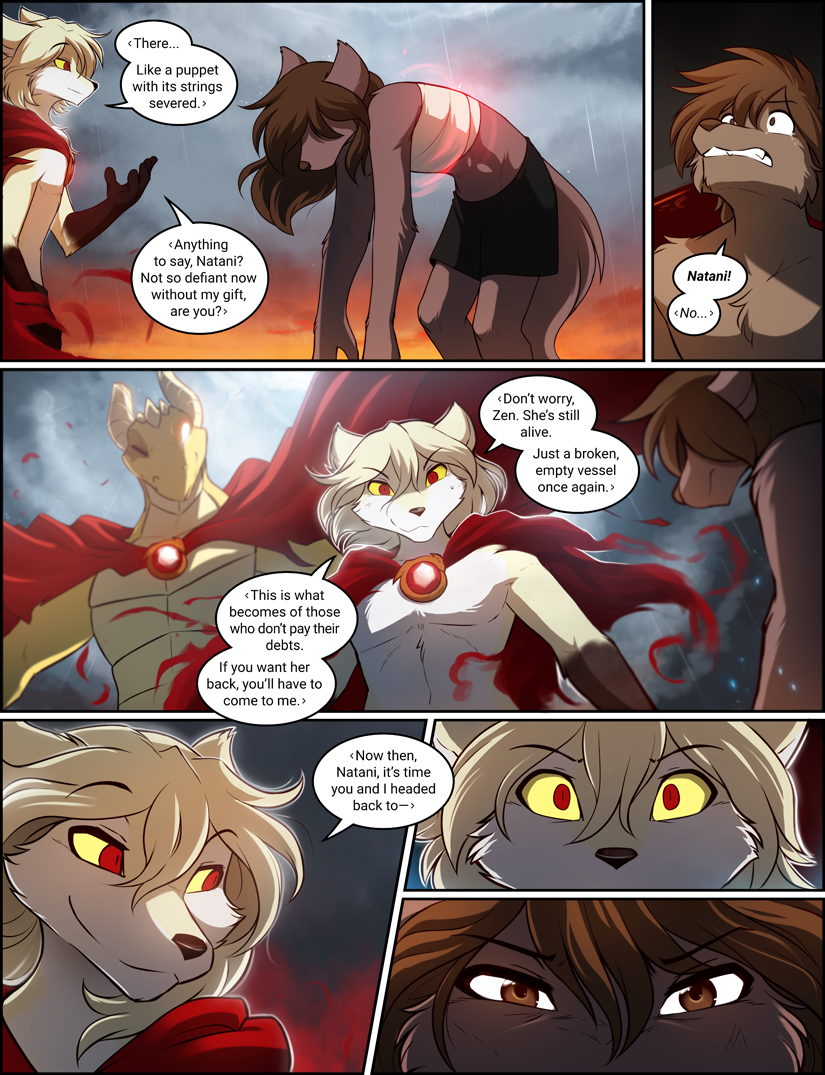 ‹There...
Like a puppet
with its strings
severed.›
‹Anything
to say, Natani?
Not so defiant now
without my gift,
are you?›
Natani!
‹No...›
‹Don't worry,
Zen. She's still
alive.
Just a broken,
empty vessel
once again.›
‹This is what
becomes of those
who don't pay their
debts.
If you want her
back, you'll have to
come to me.›
‹Now then,
Natani, it's time
you and I headed
back to—›